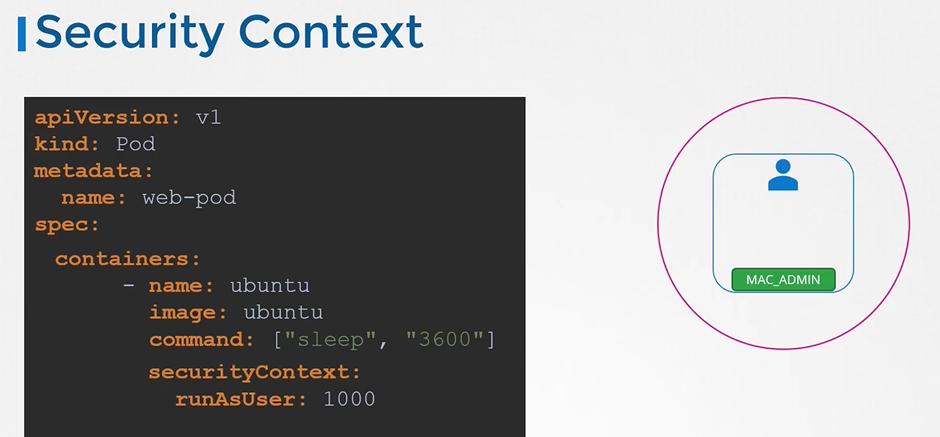 Security Context
apiVersion: v1
kind: Pod
metadata:
  name: web-pod
spec:
  containers:
      - name: ubuntu
        image: ubuntu
        command: ["sleep", "3600"]
        securityContext:
          runAsUser: 1000
MAC_ADMIN